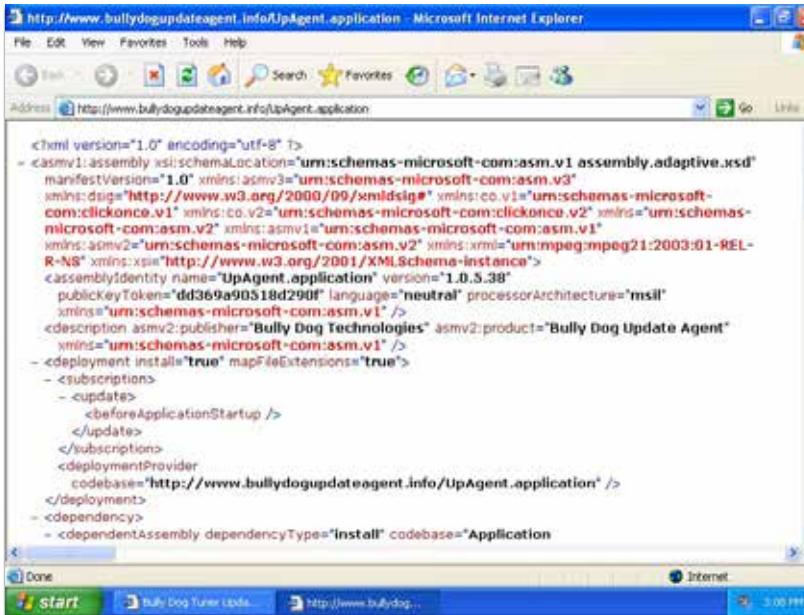 http://www.bullydogupdateagent.info/UpAgent.application - Microsoft Internet Explorer
File Edit View Favorites Tools Help
Back Search Favorites
Address http://www.bullydogupdateagent.info/UpAgent.application Go Links
<?xml version="1.0" encoding="utf-8" ?>
- <asmv1:assembly xsi:schemaLocation="urn:schemas-microsoft-com:asm.v1 assembly.adaptive.xsd"
manifestVersion="1.0" xmlns:asmv3="urn:schemas-microsoft-com:asm.v3"
xmlns:dsig="http://www.w3.org/2000/09/xmldsig#" xmlns:co.v1="urn:schemas-microsoft-
com:clickonce.v1" xmlns:co.v2="urn:schemas-microsoft-com:clickonce.v2" xmlns="urn:schemas-
microsoft-com:asm.v2" xmlns:asmv1="urn:schemas-microsoft-com:asm.v1"
xmlns:asmv2="urn:schemas-microsoft-com:asm.v2" xmlns:xrml="urn:mpeg:mpeg21:2003:01-REL-
R-NS" xmlns:xsi="http://www.w3.org/2001/XMLSchema-instance">
<assemblyIdentity name="UpAgent.application" version="1.0.5.38"
publicKeyToken="dd369a90518d290f" language="neutral" processorArchitecture="msil"
xmlns="urn:schemas-microsoft-com:asm.v1" />
<description asmv2:publisher="Bully Dog Technologies" asmv2:product="Bully Dog Update Agent"
xmlns="urn:schemas-microsoft-com:asm.v1" />
- <deployment install="true" mapFileExtensions="true">
- <subscription>
- <update>
<beforeApplicationStartup />
</update>
</subscription>
<deploymentProvider
codebase="http://www.bullydogupdateagent.info/UpAgent.application" />
</deployment>
- <dependency>
- <dependentAssembly dependencyType="install" codebase="Application
Done Internet
start Bully Dog Tuner Upda... http://www.bullydog... 3:00 PM